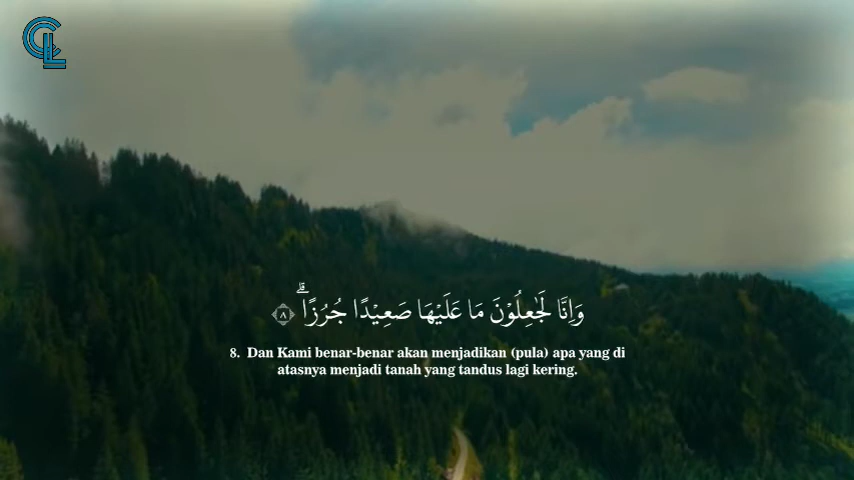 CL
وَاِنَّا لَجٰعِلُوْنَ مَا عَلَيْهَا صَعِيْدًا جُرُزًاۗ ۝٨
8. Dan Kami benar-benar akan menjadikan (pula) apa yang di
atasnya menjadi tanah yang tandus lagi kering.